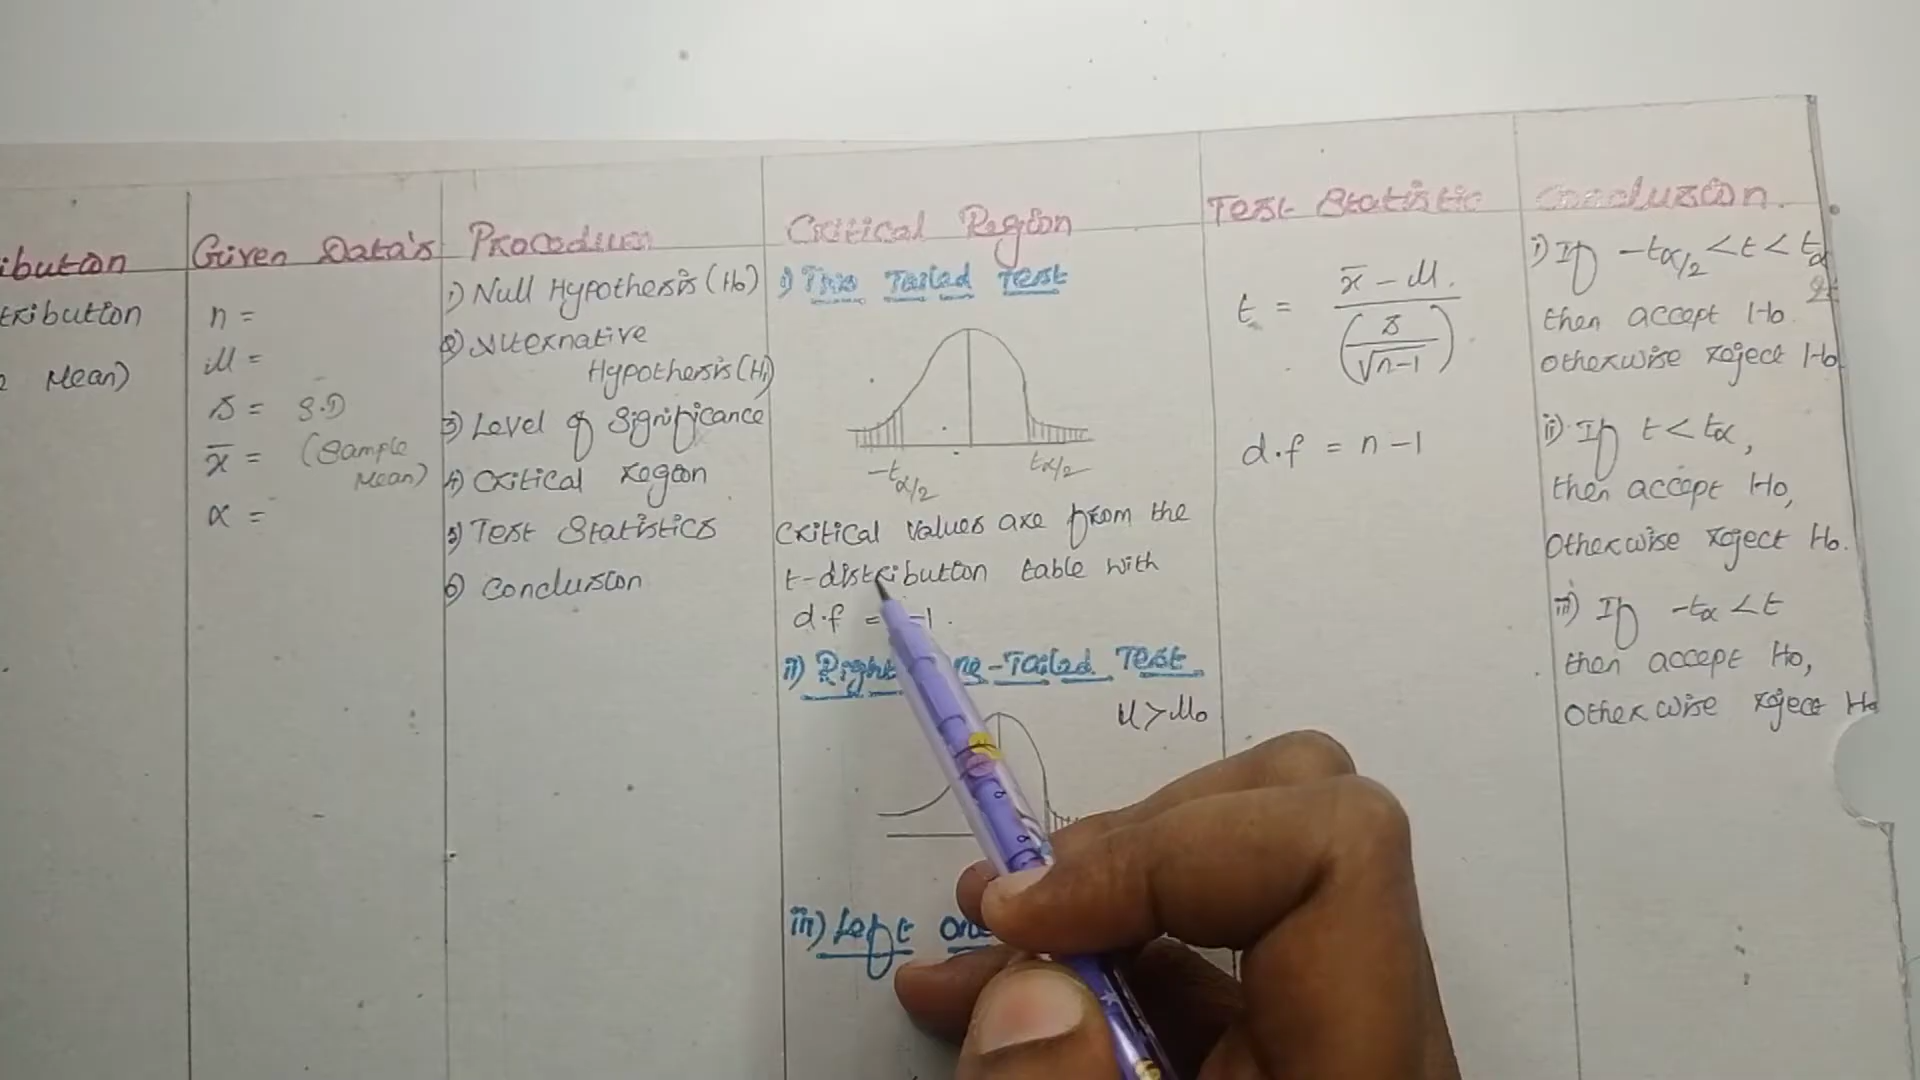 ibution
tribution
Mean)
Given Data's
n =
μ =
s = S.D
x̄ = (Sample
Mean)
α =
Procedure
1) Null Hypothesis (H₀)
2) Alternative
Hypothesis (H₁)
3) Level of Significance
4) Critical region
5) Test Statistics
6) Conclusion
Critical Region
i) Two Tailed Test
-tα/2 tα/2
Critical values are from the
t-distribution table with
d.f = -1.
ii) Right -Tailed Test
μ > μ₀
iii) Left
Test Statistic
t = (x̄ - μ) / (s/√n-1)
d.f = n-1
Conclusion.
i) If -tα/2 < t < tα/2
then accept H₀.
Otherwise reject H₀
ii) If t < tα,
then accept H₀,
Otherwise reject H₀.
iii) If -tα < t
then accept H₀,
Otherwise reject H₀